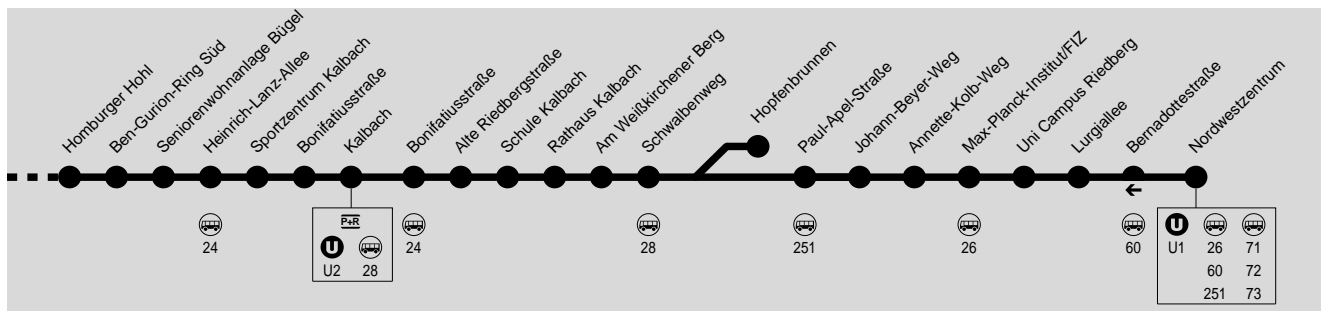 Homburger Hohl
Ben-Gurion-Ring Süd
Seniorenwohnanlage Bügel
Heinrich-Lanz-Allee
Sportzentrum Kalbach
Bonifatiusstraße
Kalbach
Bonifatiusstraße
Alte Riedbergstraße
Schule Kalbach
Rathaus Kalbach
Am Weißkirchener Berg
Schwalbenweg
Hopfenbrunnen
Paul-Apel-Straße
Johann-Beyer-Weg
Annette-Kolb-Weg
Max-Planck-Institut/FIZ
Uni Campus Riedberg
Lurgiallee
Bernadottestraße
Nordwestzentrum
24
P+R
U
U2 28
24
28
251
26
60
U
U1 26 71
60 72
251 73